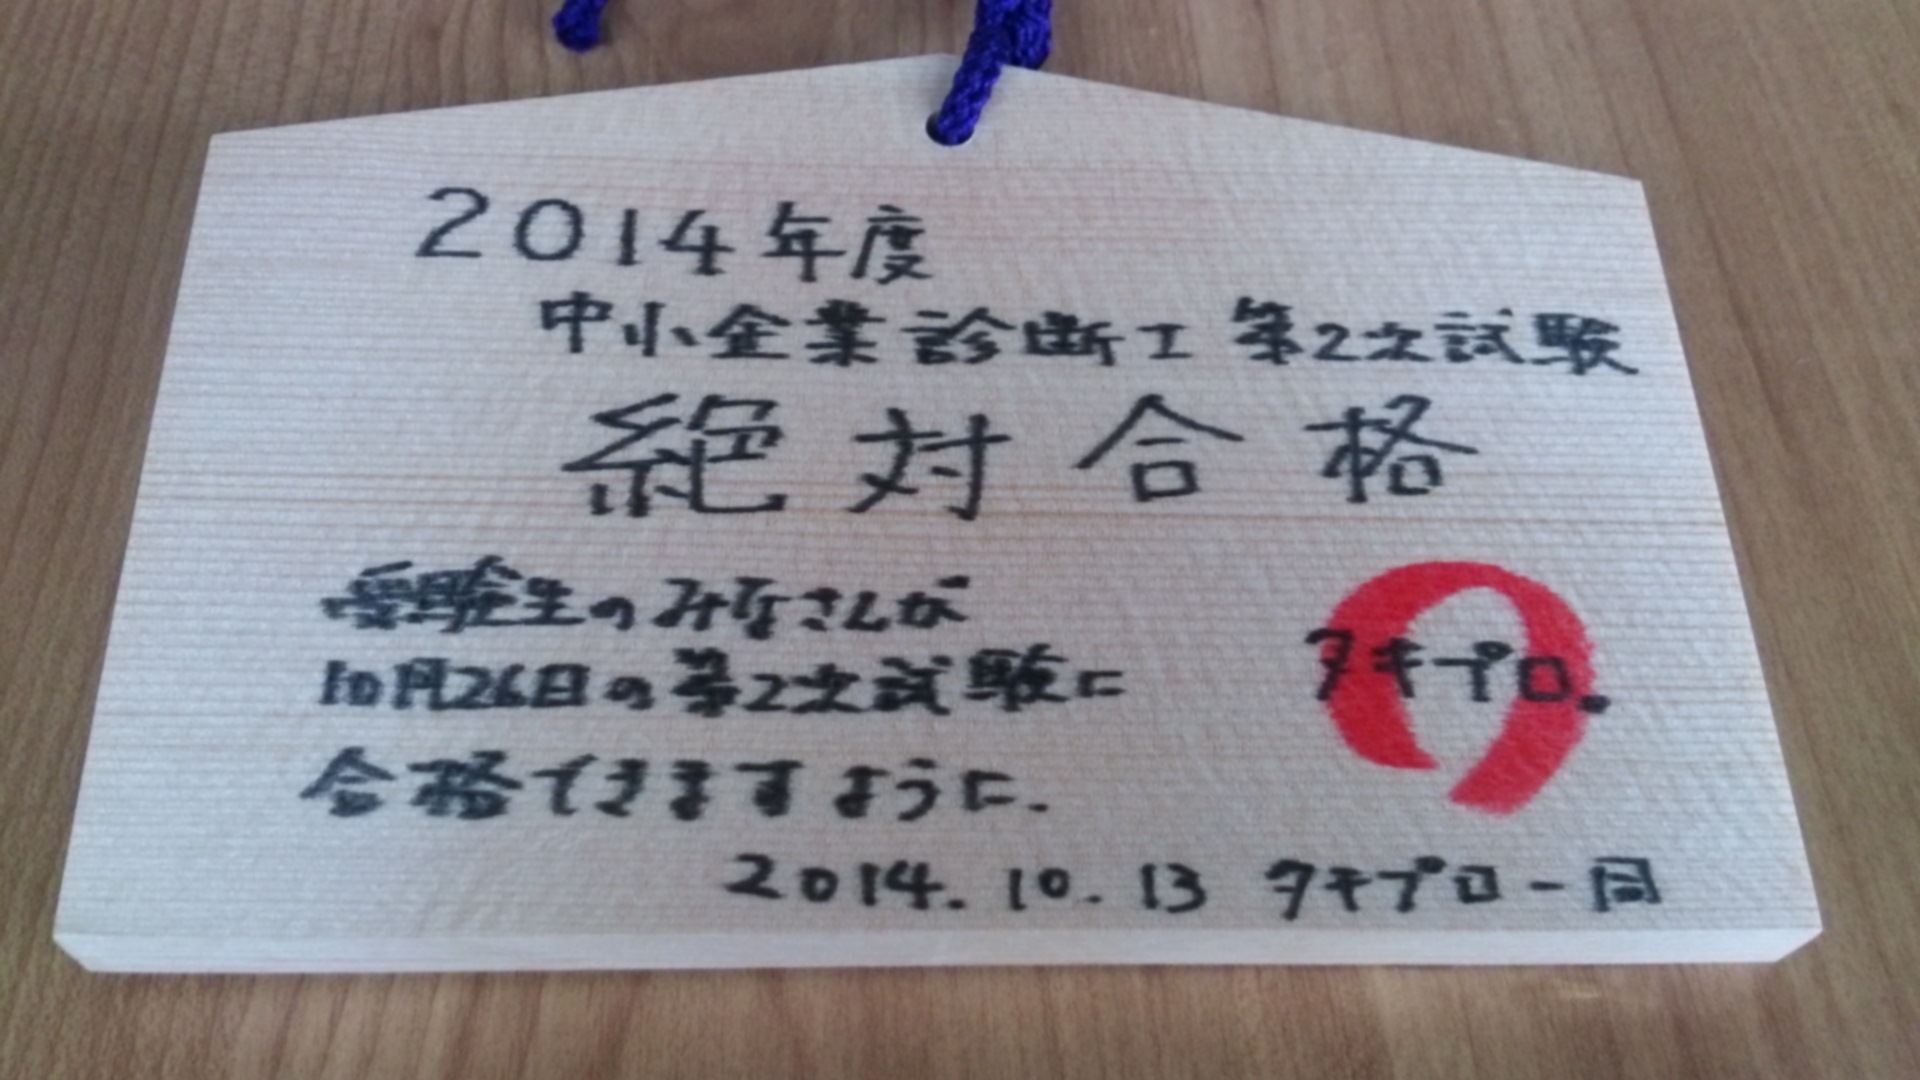 2014年度
中小企業診断士 第2次試験
絶対合格
受験生のみなさんが
10月26日の第2次試験に
合格できますように.
タキプロ。
2014.10.13 タキプロ一同